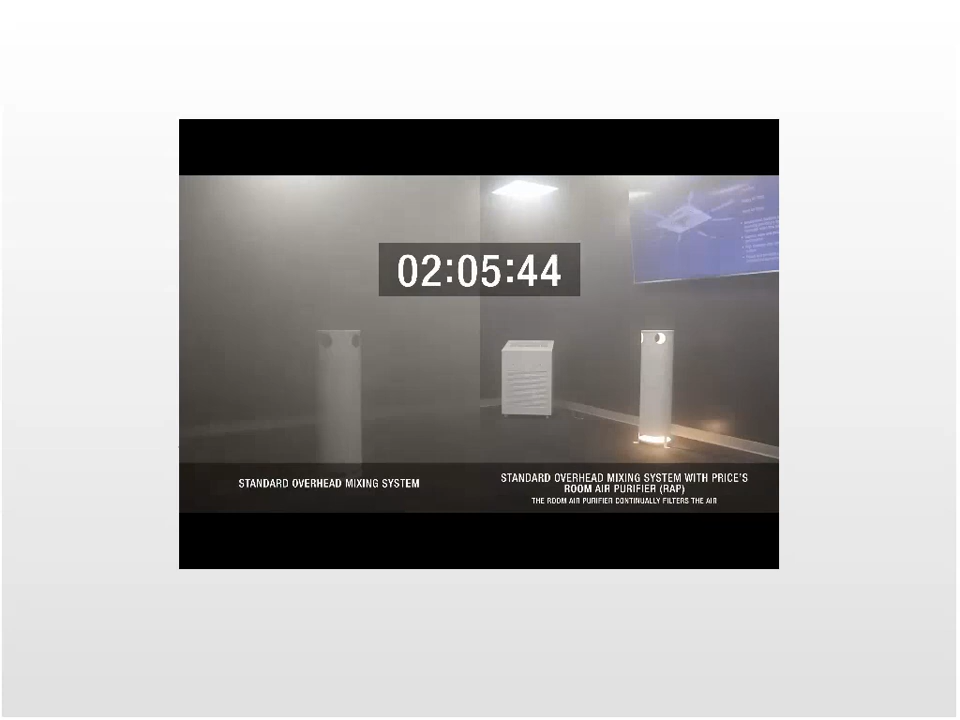 02:05:44
STANDARD OVERHEAD MIXING SYSTEM
STANDARD OVERHEAD MIXING SYSTEM WITH PRICE'S
ROOM AIR PURIFIER (RAP)
THE ROOM AIR PURIFIER CONTINUALLY FILTERS THE AIR